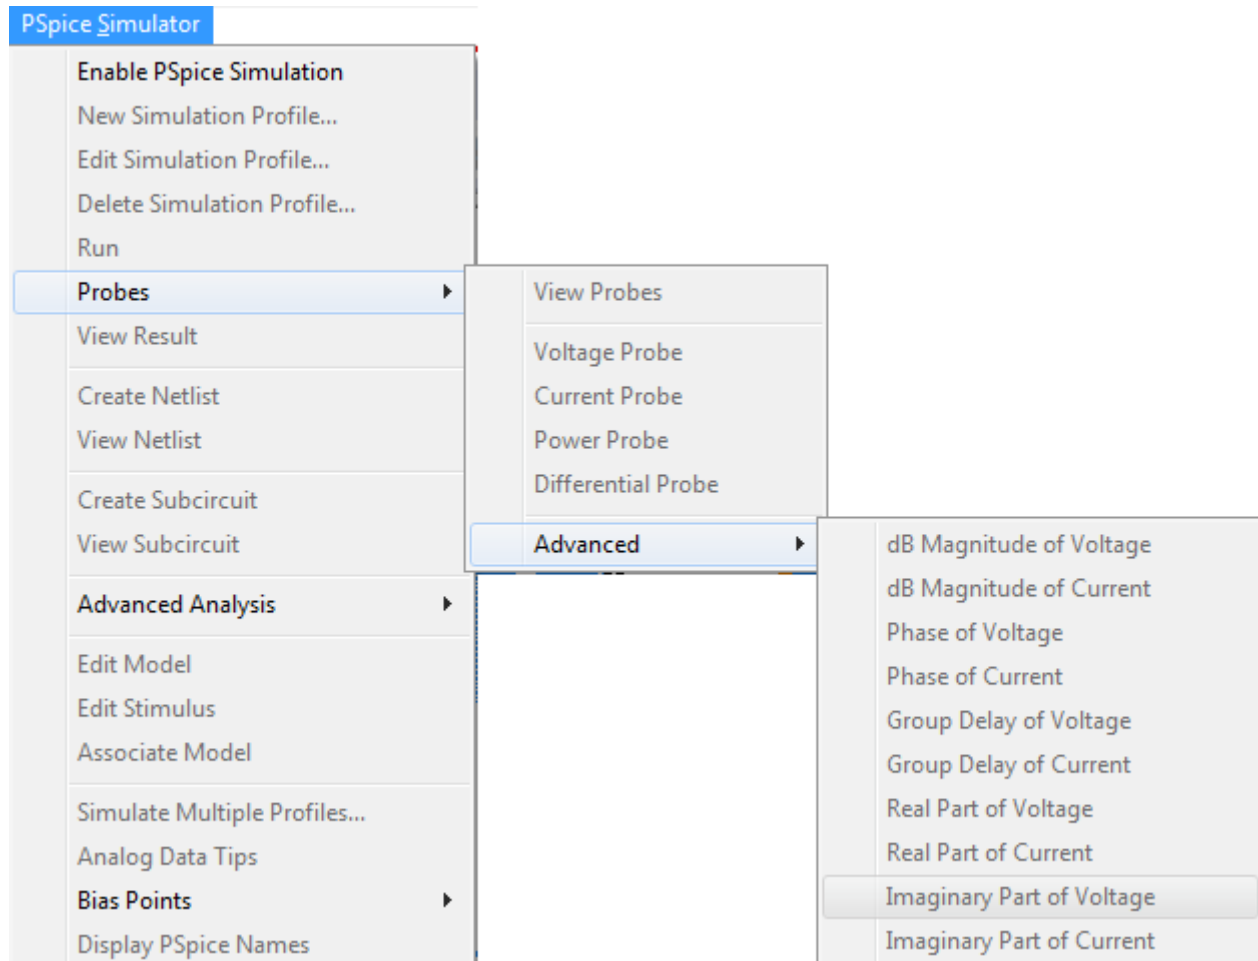 PSpice Simulator
Enable PSpice Simulation
New Simulation Profile...
Edit Simulation Profile...
Delete Simulation Profile...
Run
Probes
View Result
Create Netlist
View Netlist
Create Subcircuit
View Subcircuit
Advanced Analysis
Edit Model
Edit Stimulus
Associate Model
Simulate Multiple Profiles...
Analog Data Tips
Bias Points
Display PSpice Names
View Probes
Voltage Probe
Current Probe
Power Probe
Differential Probe
Advanced
dB Magnitude of Voltage
dB Magnitude of Current
Phase of Voltage
Phase of Current
Group Delay of Voltage
Group Delay of Current
Real Part of Voltage
Real Part of Current
Imaginary Part of Voltage
Imaginary Part of Current